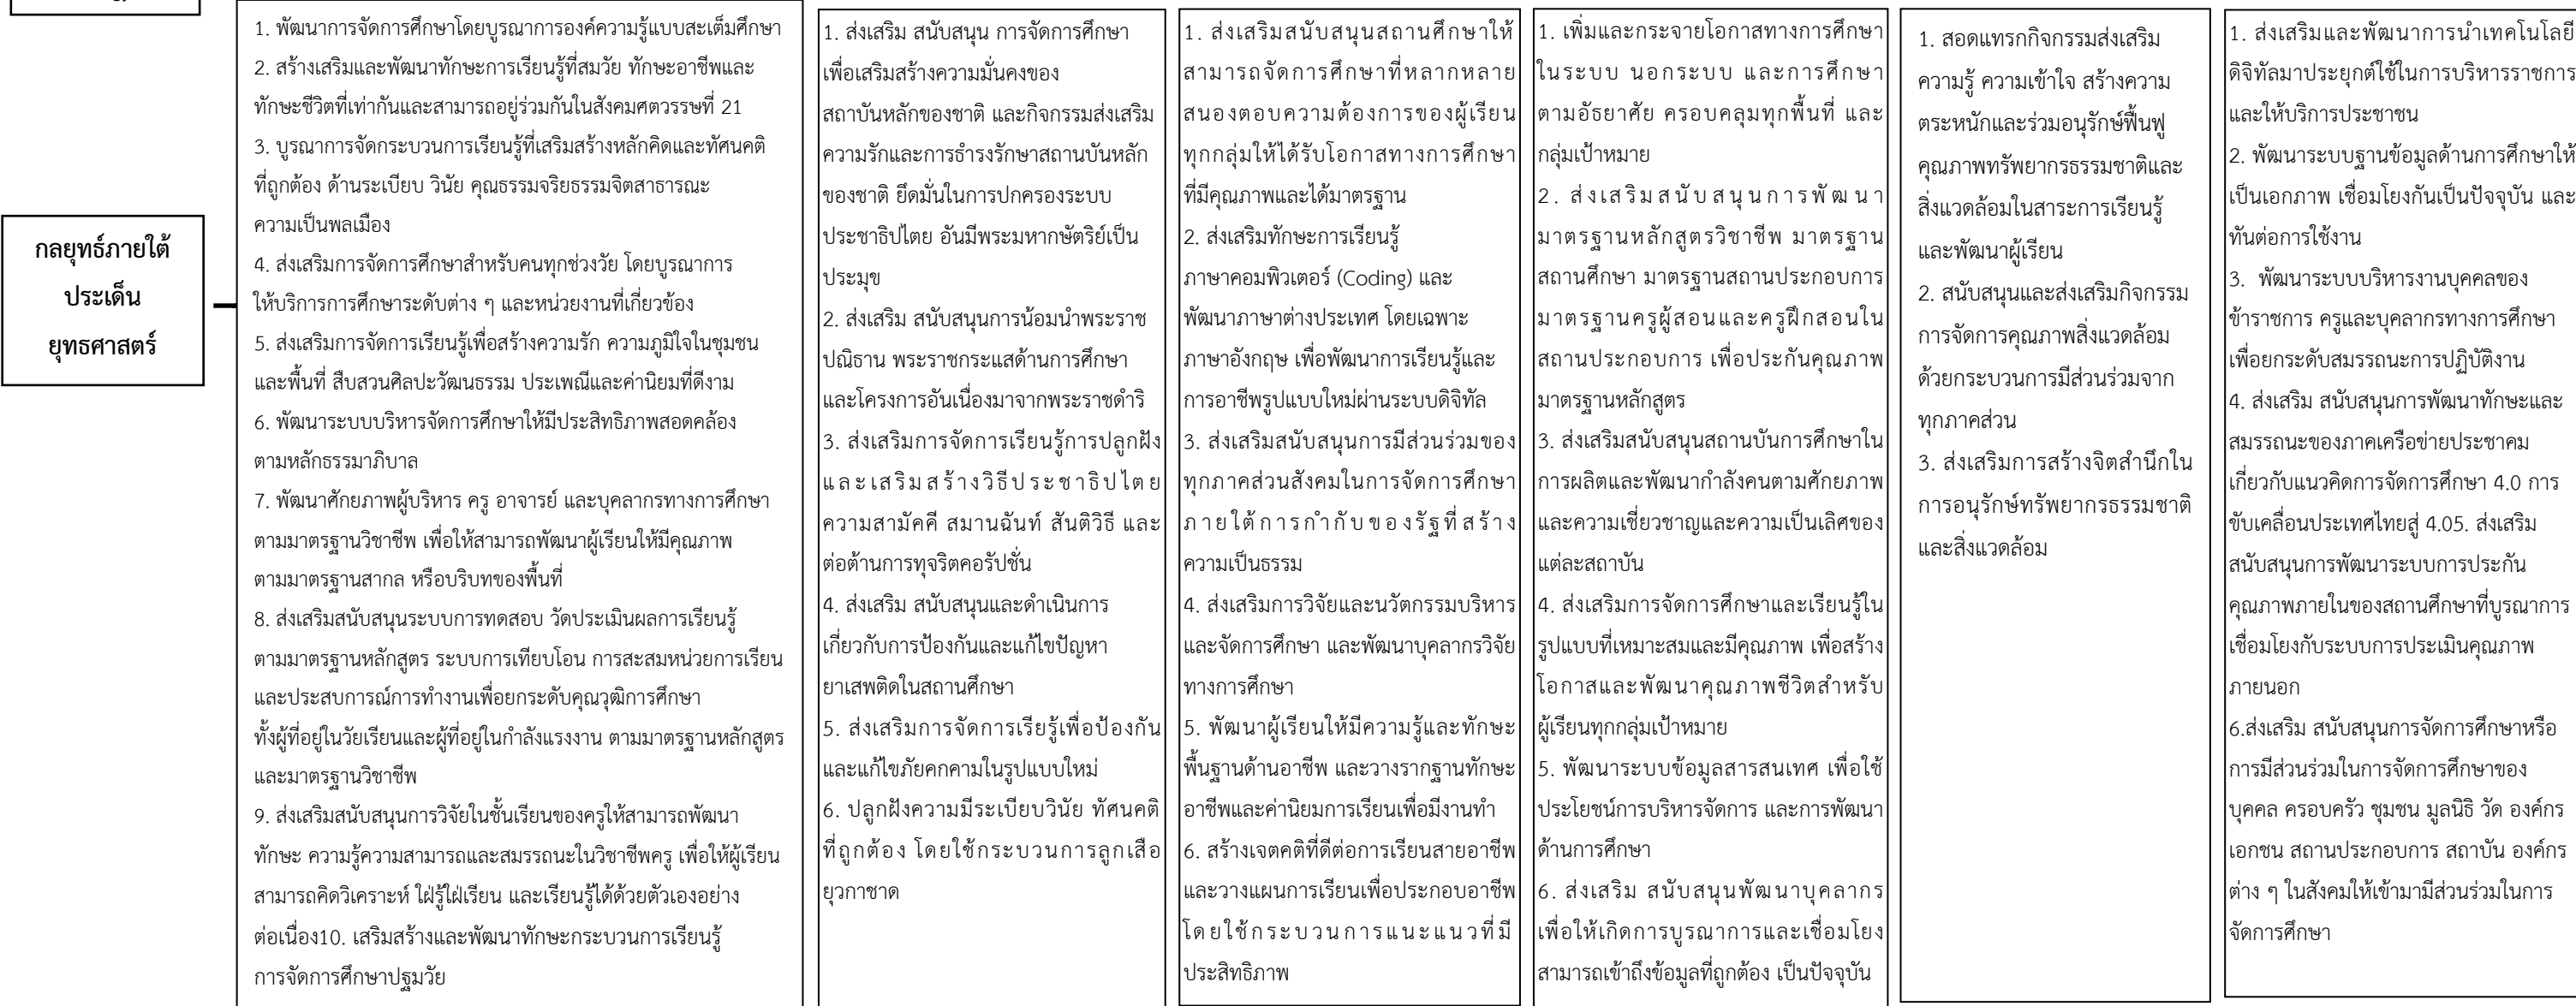 กลยุทธ์ภายใต้
ประเด็น
ยุทธศาสตร์
1. พัฒนาการจัดการศึกษาโดยบูรณาการองค์ความรู้แบบสะเต็มศึกษา
2. สร้างเสริมและพัฒนาทักษะการเรียนรู้ที่สมวัย ทักษะอาชีพและ
ทักษะชีวิตที่เท่ากันและสามารถอยู่ร่วมกันในสังคมศตวรรษที่ 21
3. บูรณาการจัดกระบวนการเรียนรู้ที่เสริมสร้างหลักคิดและทัศนคติ
ที่ถูกต้อง ด้านระเบียบ วินัย คุณธรรมจริยธรรมจิตสาธารณะ
ความเป็นพลเมือง
4. ส่งเสริมการจัดการศึกษาสำหรับคนทุกช่วงวัย โดยบูรณาการ
ให้บริการการศึกษาระดับต่าง ๆ และหน่วยงานที่เกี่ยวข้อง
5. ส่งเสริมการจัดการเรียนรู้เพื่อสร้างความรัก ความภูมิใจในชุมชน
และพื้นที่ สืบสวนศิลปะวัฒนธรรม ประเพณีและค่านิยมที่ดีงาม
6. พัฒนาระบบบริหารจัดการศึกษาให้มีประสิทธิภาพสอดคล้อง
ตามหลักธรรมาภิบาล
7. พัฒนาศักยภาพผู้บริหาร ครู อาจารย์ และบุคลากรทางการศึกษา
ตามมาตรฐานวิชาชีพ เพื่อให้สามารถพัฒนาผู้เรียนให้มีคุณภาพ
ตามมาตรฐานสากล หรือบริบทของพื้นที่
8. ส่งเสริมสนับสนุนระบบการทดสอบ วัดประเมินผลการเรียนรู้
ตามมาตรฐานหลักสูตร ระบบการเทียบโอน การสะสมหน่วยการเรียน
และประสบการณ์การทำงานเพื่อยกระดับคุณวุฒิการศึกษา
ทั้งผู้ที่อยู่ในวัยเรียนและผู้ที่อยู่ในกำลังแรงงาน ตามมาตรฐานหลักสูตร
และมาตรฐานวิชาชีพ
9. ส่งเสริมสนับสนุนการวิจัยในชั้นเรียนของครูให้สามารถพัฒนา
ทักษะ ความรู้ความสามารถและสมรรถนะในวิชาชีพครู เพื่อให้ผู้เรียน
สามารถคิดวิเคราะห์ ใฝ่รู้ใฝ่เรียน และเรียนรู้ได้ด้วยตัวเองอย่าง
ต่อเนื่อง10. เสริมสร้างและพัฒนาทักษะกระบวนการเรียนรู้
การจัดการศึกษาปฐมวัย
1. ส่งเสริม สนับสนุน การจัดการศึกษา
เพื่อเสริมสร้างความมั่นคงของ
สถาบันหลักของชาติ และกิจกรรมส่งเสริม
ความรักและการธำรงรักษาสถานบันหลัก
ของชาติ ยึดมั่นในการปกครองระบบ
ประชาธิปไตย อันมีพระมหากษัตริย์เป็น
ประมุข
2. ส่งเสริม สนับสนุนการน้อมนำพระราช
ปณิธาน พระราชกระแสด้านการศึกษา
และโครงการอันเนื่องมาจากพระราชดำริ
3. ส่งเสริมการจัดการเรียนรู้การปลูกฝัง
และเสริมสร้างวิธีประชาธิปไตย
ความสามัคคี สมานฉันท์ สันติวิธี และ
ต่อต้านการทุจริตคอรัปชั่น
4. ส่งเสริม สนับสนุนและดำเนินการ
เกี่ยวกับการป้องกันและแก้ไขปัญหา
ยาเสพติดในสถานศึกษา
5. ส่งเสริมการจัดการเรียรู้เพื่อป้องกัน
และแก้ไขภัยคกคามในรูปแบบใหม่
6. ปลูกฝังความมีระเบียบวินัย ทัศนคติ
ที่ถูกต้อง โดยใช้กระบวนการลูกเสือ
ยุวกาชาด
1. ส่งเสริมสนับสนุนสถานศึกษาให้
สามารถจัดการศึกษาที่หลากหลาย
สนองตอบความต้องการของผู้เรียน
ทุกกลุ่มให้ได้รับโอกาสทางการศึกษา
ที่มีคุณภาพและได้มาตรฐาน
2. ส่งเสริมทักษะการเรียนรู้
ภาษาคอมพิวเตอร์ (Coding) และ
พัฒนาภาษาต่างประเทศ โดยเฉพาะ
ภาษาอังกฤษ เพื่อพัฒนาการเรียนรู้และ
การอาชีพรูปแบบใหม่ผ่านระบบดิจิทัล
3. ส่งเสริมสนับสนุนการมีส่วนร่วมของ
ทุกภาคส่วนสังคมในการจัดการศึกษา
ภายใต้การกำกับของรัฐที่สร้าง
ความเป็นธรรม
4. ส่งเสริมการวิจัยและนวัตกรรมบริหาร
และจัดการศึกษา และพัฒนาบุคลากรวิจัย
ทางการศึกษา
5. พัฒนาผู้เรียนให้มีความรู้และทักษะ
พื้นฐานด้านอาชีพ และวางรากฐานทักษะ
อาชีพและค่านิยมการเรียนเพื่อมีงานทำ
6. สร้างเจตคติที่ดีต่อการเรียนสายอาชีพ
และวางแผนการเรียนเพื่อประกอบอาชีพ
โดยใช้กระบวนการแนะแนวที่มี
ประสิทธิภาพ
1. เพิ่มและกระจายโอกาสทางการศึกษา
ในระบบ นอกระบบ และการศึกษา
ตามอัธยาศัย ครอบคลุมทุกพื้นที่ และ
กลุ่มเป้าหมาย
2. ส่งเสริมสนับสนุนการพัฒนา
มาตรฐานหลักสูตรวิชาชีพ มาตรฐาน
สถานศึกษา มาตรฐานสถานประกอบการ
มาตรฐานครูผู้สอนและครูฝึกสอนใน
สถานประกอบการ เพื่อประกันคุณภาพ
มาตรฐานหลักสูตร
3. ส่งเสริมสนับสนุนสถานบันการศึกษาใน
การผลิตและพัฒนากำลังคนตามศักยภาพ
และความเชี่ยวชาญและความเป็นเลิศของ
แต่ละสถาบัน
4. ส่งเสริมการจัดการศึกษาและเรียนรู้ใน
รูปแบบที่เหมาะสมและมีคุณภาพ เพื่อสร้าง
โอกาสและพัฒนาคุณภาพชีวิตสำหรับ
ผู้เรียนทุกกลุ่มเป้าหมาย
5. พัฒนาระบบข้อมูลสารสนเทศ เพื่อใช้
ประโยชน์การบริหารจัดการ และการพัฒนา
ด้านการศึกษา
6. ส่งเสริม สนับสนุนพัฒนาบุคลากร
เพื่อให้เกิดการบูรณาการและเชื่อมโยง
สามารถเข้าถึงข้อมูลที่ถูกต้อง เป็นปัจจุบัน
1. สอดแทรกกิจกรรมส่งเสริม
ความรู้ ความเข้าใจ สร้างความ
ตระหนักและร่วมอนุรักษ์ฟื้นฟู
คุณภาพทรัพยากรธรรมชาติและ
สิ่งแวดล้อมในสาระการเรียนรู้
และพัฒนาผู้เรียน
2. สนับสนุนและส่งเสริมกิจกรรม
การจัดการคุณภาพสิ่งแวดล้อม
ด้วยกระบวนการมีส่วนร่วมจาก
ทุกภาคส่วน
3. ส่งเสริมการสร้างจิตสำนึกใน
การอนุรักษ์ทรัพยากรธรรมชาติ
และสิ่งแวดล้อม
1. ส่งเสริมและพัฒนาการนำเทคโนโลยี
ดิจิทัลมาประยุกต์ใช้ในการบริหารราชการ
และให้บริการประชาชน
2. พัฒนาระบบฐานข้อมูลด้านการศึกษาให้
เป็นเอกภาพ เชื่อมโยงกันเป็นปัจจุบัน และ
ทันต่อการใช้งาน
3. พัฒนาระบบบริหารงานบุคคลของ
ข้าราชการ ครูและบุคลากรทางการศึกษา
เพื่อยกระดับสมรรถนะการปฏิบัติงาน
4. ส่งเสริม สนับสนุนการพัฒนาทักษะและ
สมรรถนะของภาคเครือข่ายประชาคม
เกี่ยวกับแนวคิดการจัดการศึกษา 4.0 การ
ขับเคลื่อนประเทศไทยสู่ 4.05. ส่งเสริม
สนับสนุนการพัฒนาระบบการประกัน
คุณภาพภายในของสถานศึกษาที่บูรณาการ
เชื่อมโยงกับระบบการประเมินคุณภาพ
ภายนอก
6.ส่งเสริม สนับสนุนการจัดการศึกษาหรือ
การมีส่วนร่วมในการจัดการศึกษาของ
บุคคล ครอบครัว ชุมชน มูลนิธิ วัด องค์กร
เอกชน สถานประกอบการ สถาบัน องค์กร
ต่าง ๆ ในสังคมให้เข้ามามีส่วนร่วมในการ
จัดการศึกษา